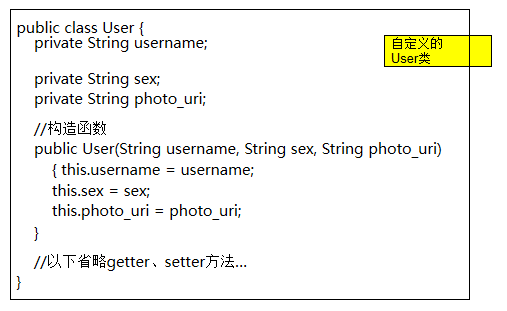 public class User {
private String username;
自定义的
User类
private String sex;
private String photo_uri;
//构造函数
public User(String username, String sex, String photo_uri)
{ this.username = username;
this.sex = sex;
this.photo_uri = photo_uri;
}
//以下省略getter、setter方法...
}